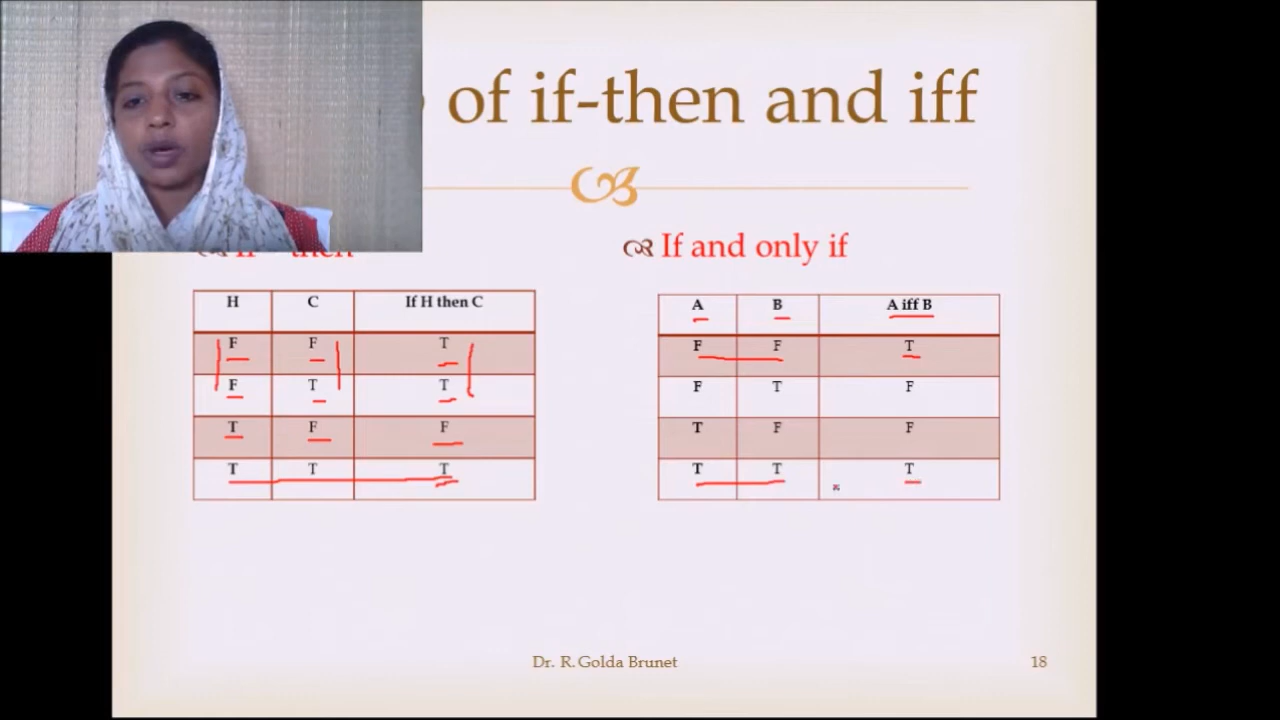 of if-then and iff
If and only if
H C If H then C
F F T
F T T
T F F
T T T
A B A iff B
F F T
F T F
T F F
T T T
Dr. R.Golda Brunet
18